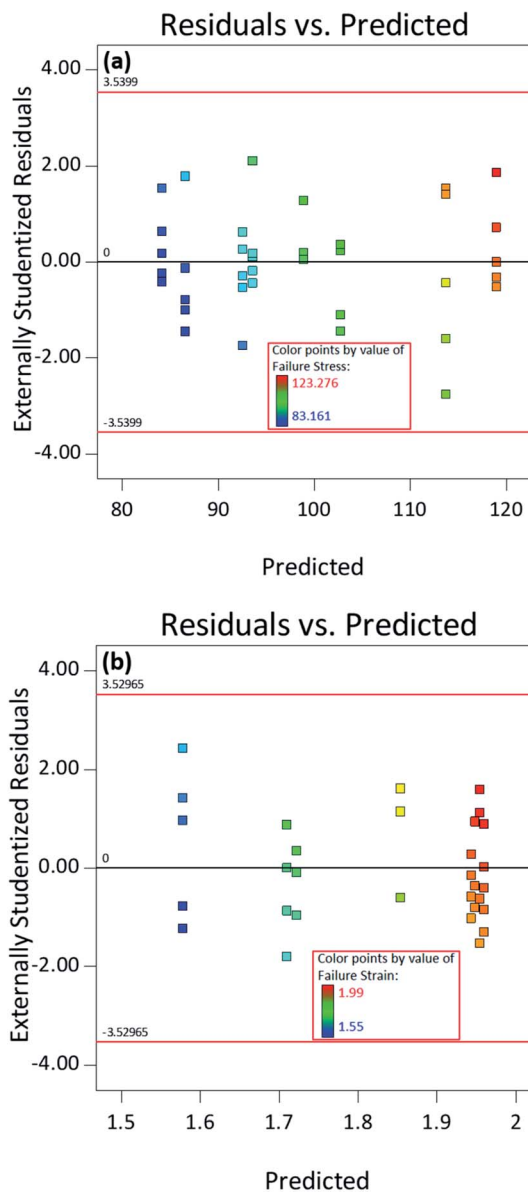 Residuals vs. Predicted
(a)
4.00
3.5399
2.00
0
0.00
-2.00
-3.5399
-4.00
Externally Studentized Residuals
Color points by value of
Failure Stress:
123.276
83.161
80 90 100 110 120
Predicted
Residuals vs. Predicted
(b)
4.00
3.52965
2.00
0
0.00
-2.00
-3.52965
-4.00
Externally Studentized Residuals
Color points by value of
Failure Strain:
1.99
1.55
1.5 1.6 1.7 1.8 1.9 2
Predicted